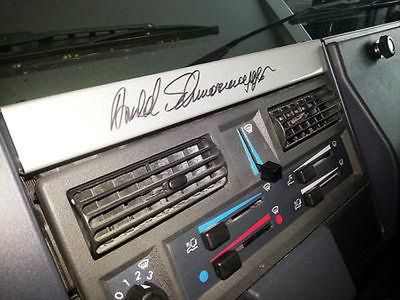 Arnold Schwarzenegger
0 1 2 3